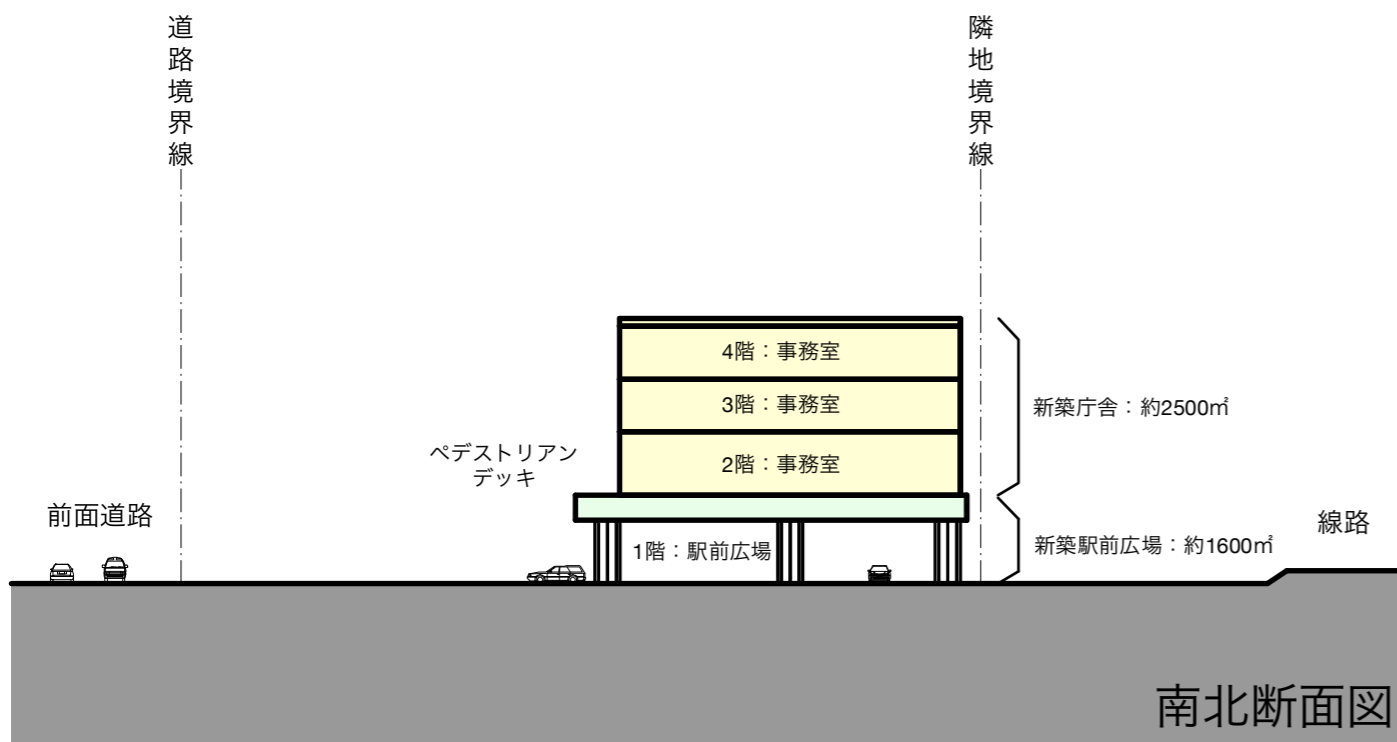 道路境界線
隣地境界線
4階：事務室
3階：事務室
新築庁舎：約2500㎡
ペデストリアン
デッキ
2階：事務室
前面道路
1階：駅前広場
新築駅前広場：約1600㎡
線路
南北断面図